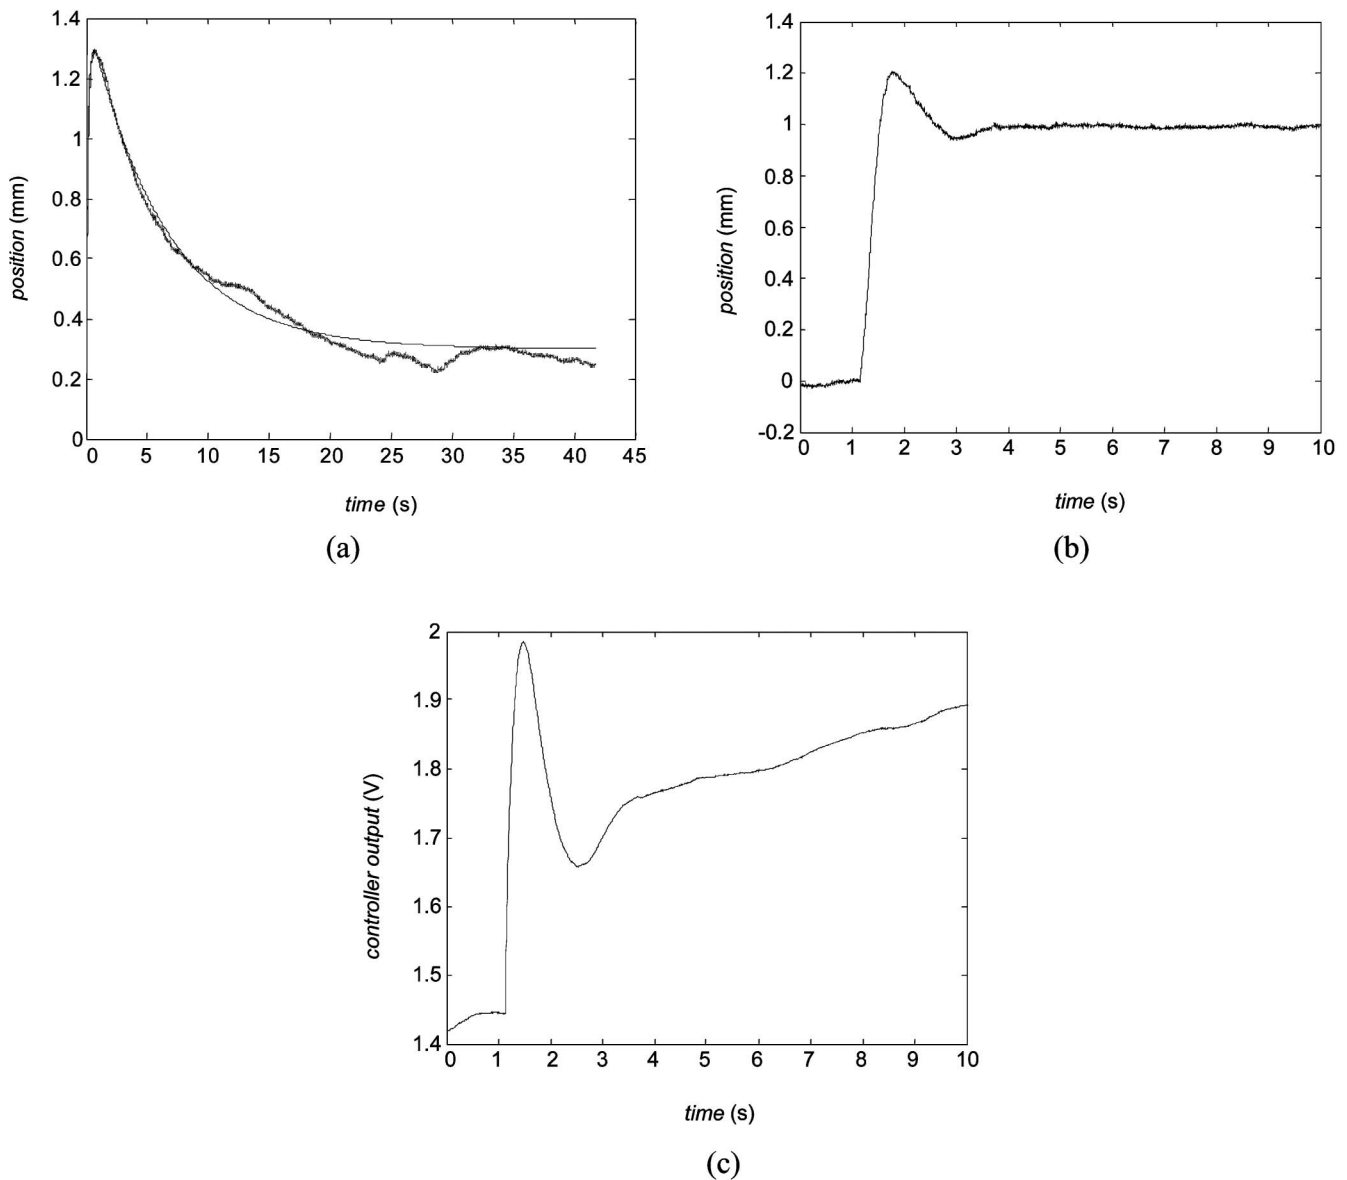 1.4
1.2
1
0.8
0.6
0.4
0.2
0
0 5 10 15 20 25 30 35 40 45
position (mm)
time (s)
(a)
1.4
1.2
1
0.8
0.6
0.4
0.2
0
-0.2
0 1 2 3 4 5 6 7 8 9 10
position (mm)
time (s)
(b)
2
1.9
1.8
1.7
1.6
1.5
1.4
0 1 2 3 4 5 6 7 8 9 10
controller output (V)
time (s)
(c)